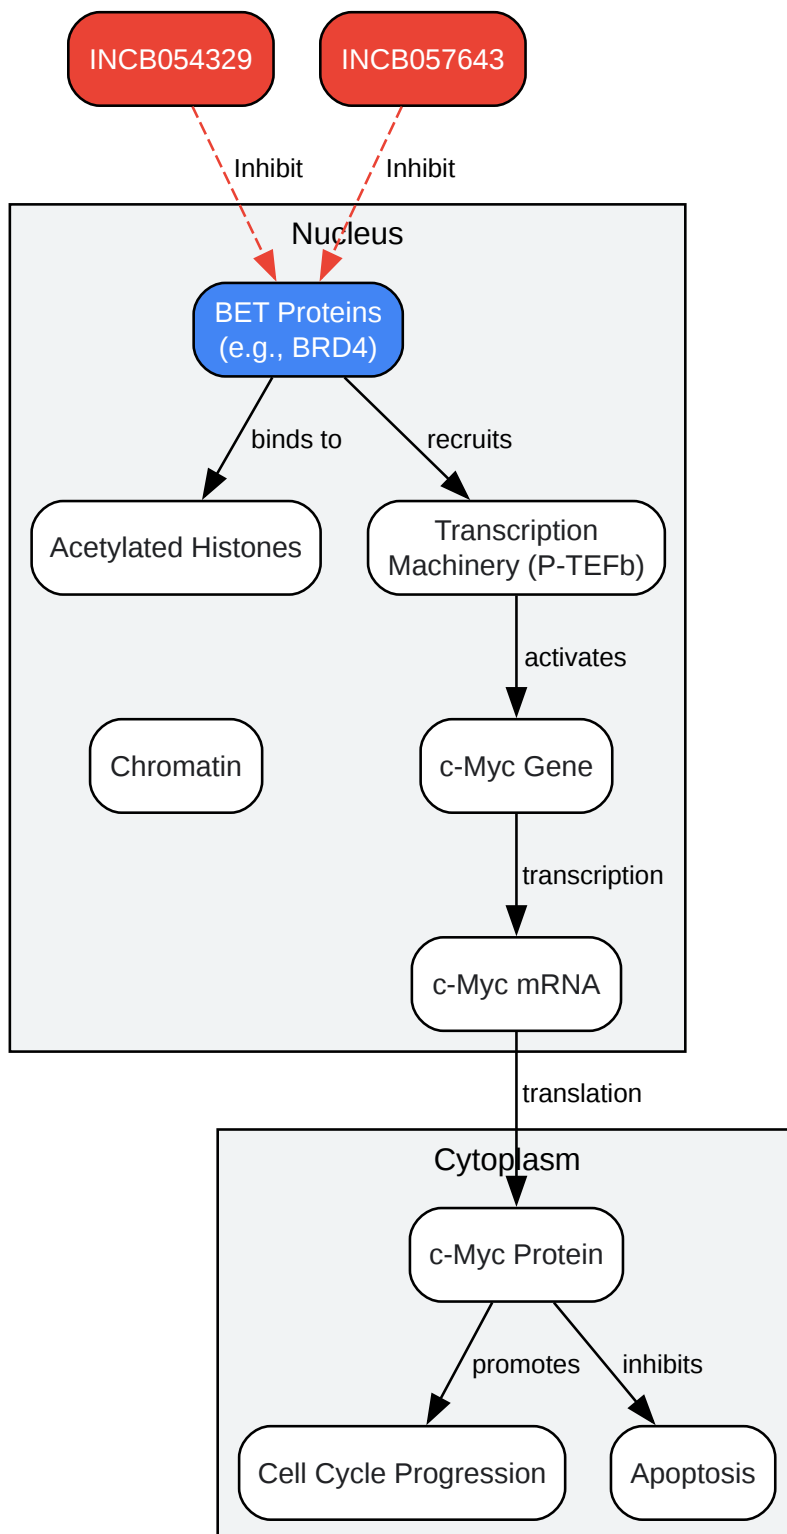 INCB054329
INCB057643
Inhibit
Inhibit
Nucleus
BET Proteins
(e.g., BRD4)
binds to
recruits
Acetylated Histones
Transcription
Machinery (P-TEFb)
activates
Chromatin
c-Myc Gene
transcription
c-Myc mRNA
translation
Cytoplasm
c-Myc Protein
promotes
inhibits
Cell Cycle Progression
Apoptosis